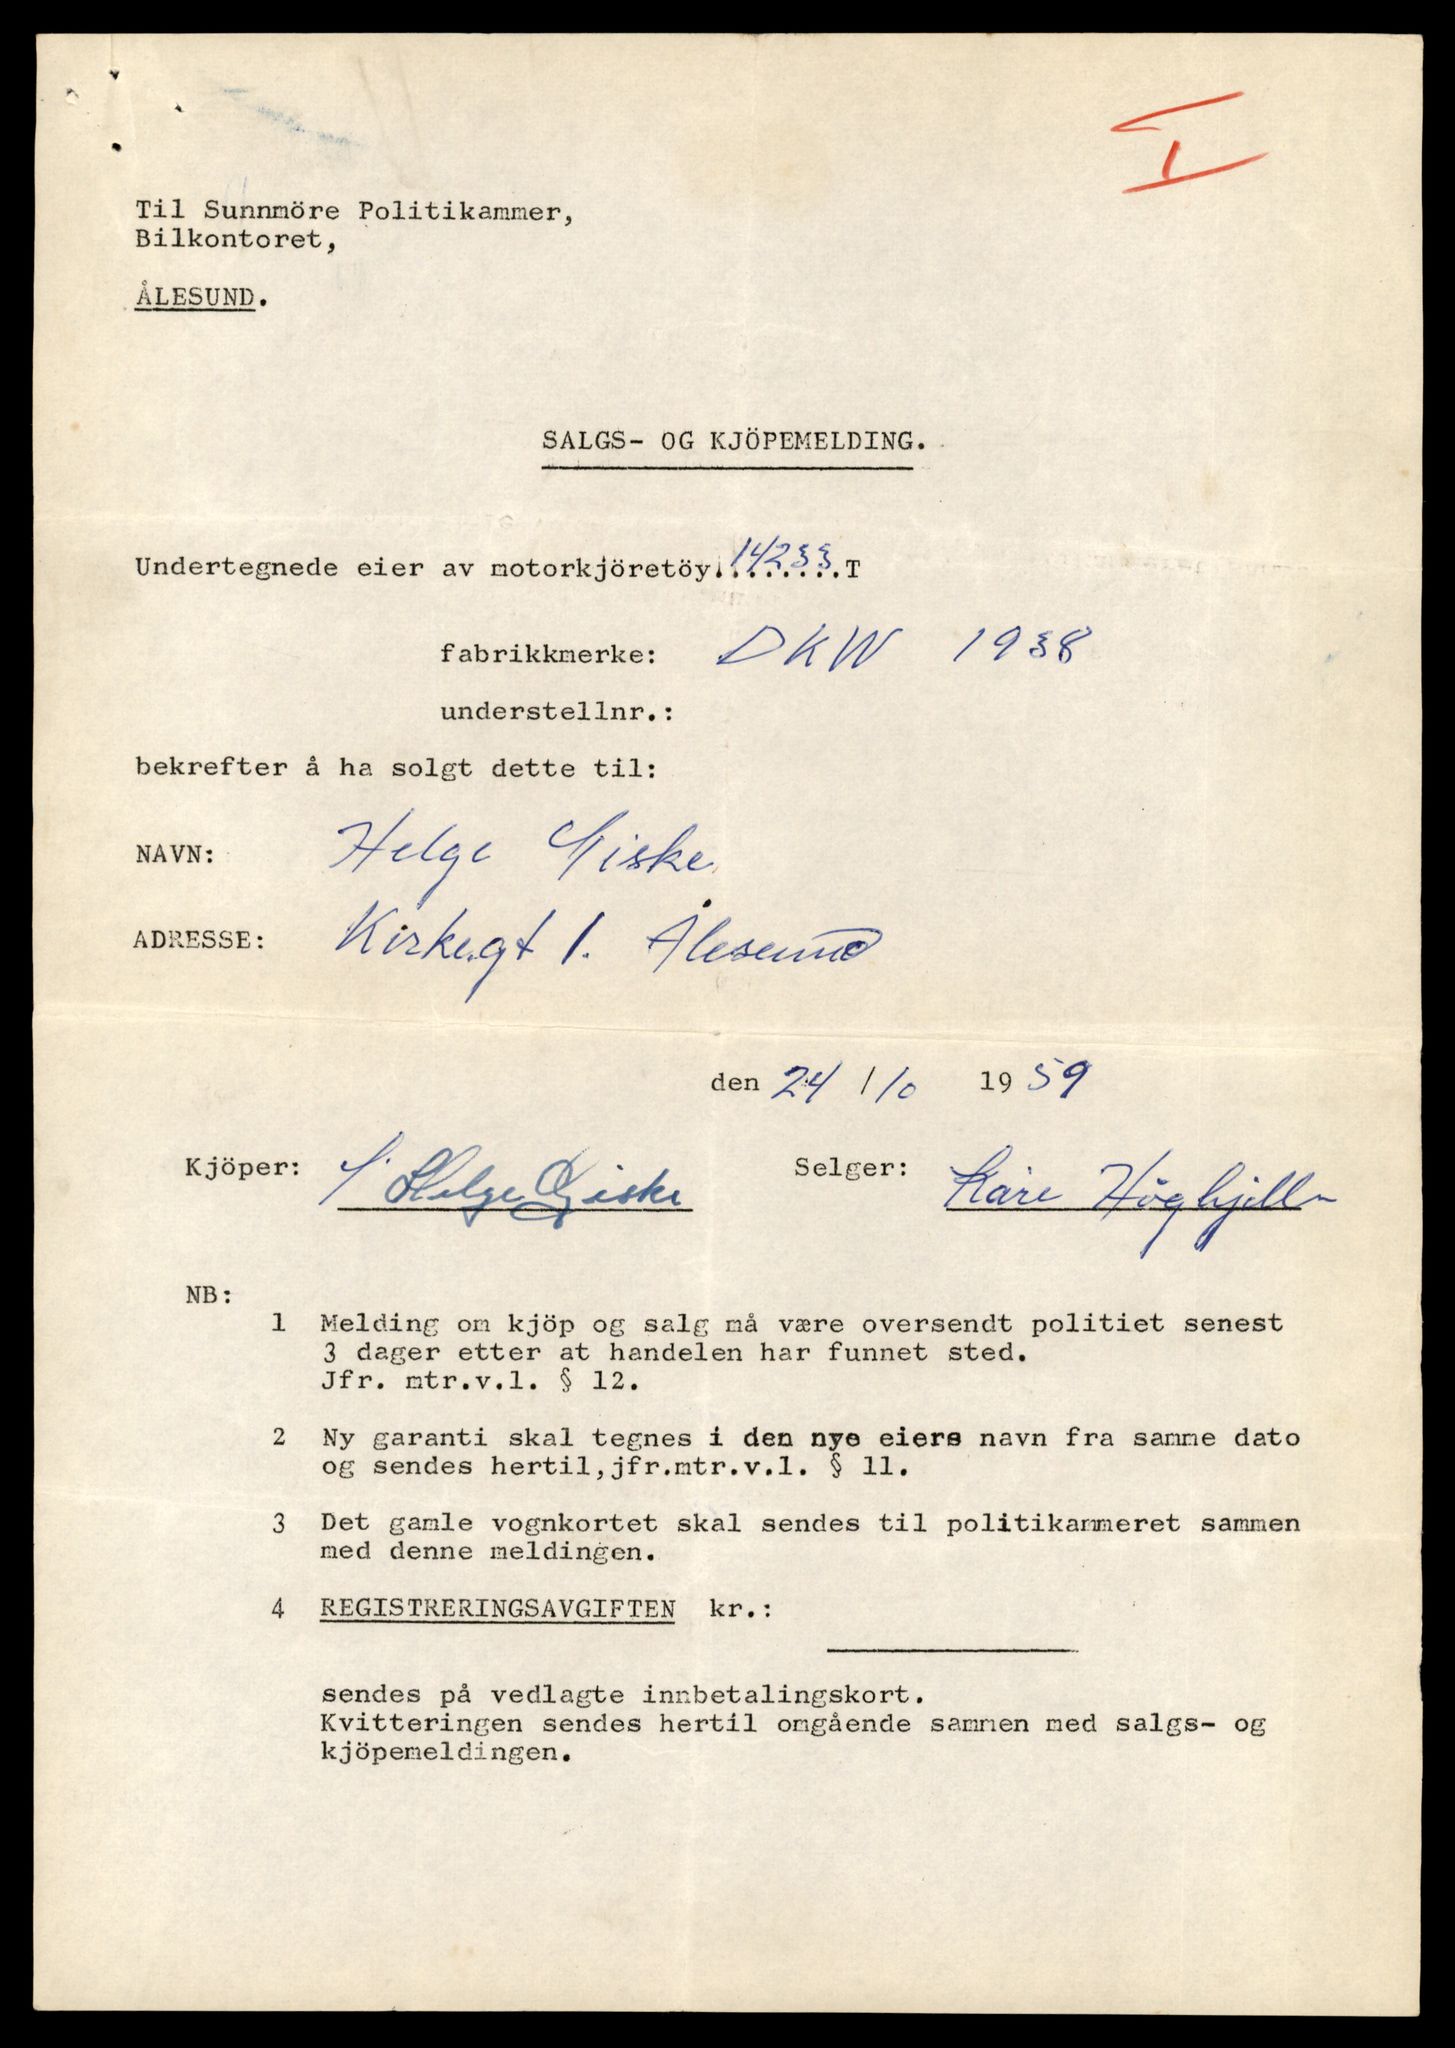 I
Til Sunnmöre Politikammer,
Bilkontoret,
ÅLESUND.
SALGS- OG KJÖPEMELDING.
Undertegnede eier av motorkjöretöy 14233 T
fabrikkmerke: DKW 1938
understellnr.:
bekrefter å ha solgt dette til:
NAVN: Helge Giske
ADRESSE: Kirkegt 1. Ålesund
den 24/10 1959
Kjöper: Helge Giske Selger: Kåre
NB:
1 Melding om kjöp og salg må være oversendt politiet senest
3 dager etter at handelen har funnet sted.
Jfr. mtr.v.l. § 12.
2 Ny garanti skal tegnes i den nye eiers navn fra samme dato
og sendes hertil,jfr.mtr.v.l. § 11.
3 Det gamle vognkortet skal sendes til politikammeret sammen
med denne meldingen.
4 REGISTRERINGSAVGIFTEN kr.:
sendes på vedlagte innbetalingskort.
Kvitteringen sendes hertil omgående sammen med salgs- og
kjöpemeldingen.